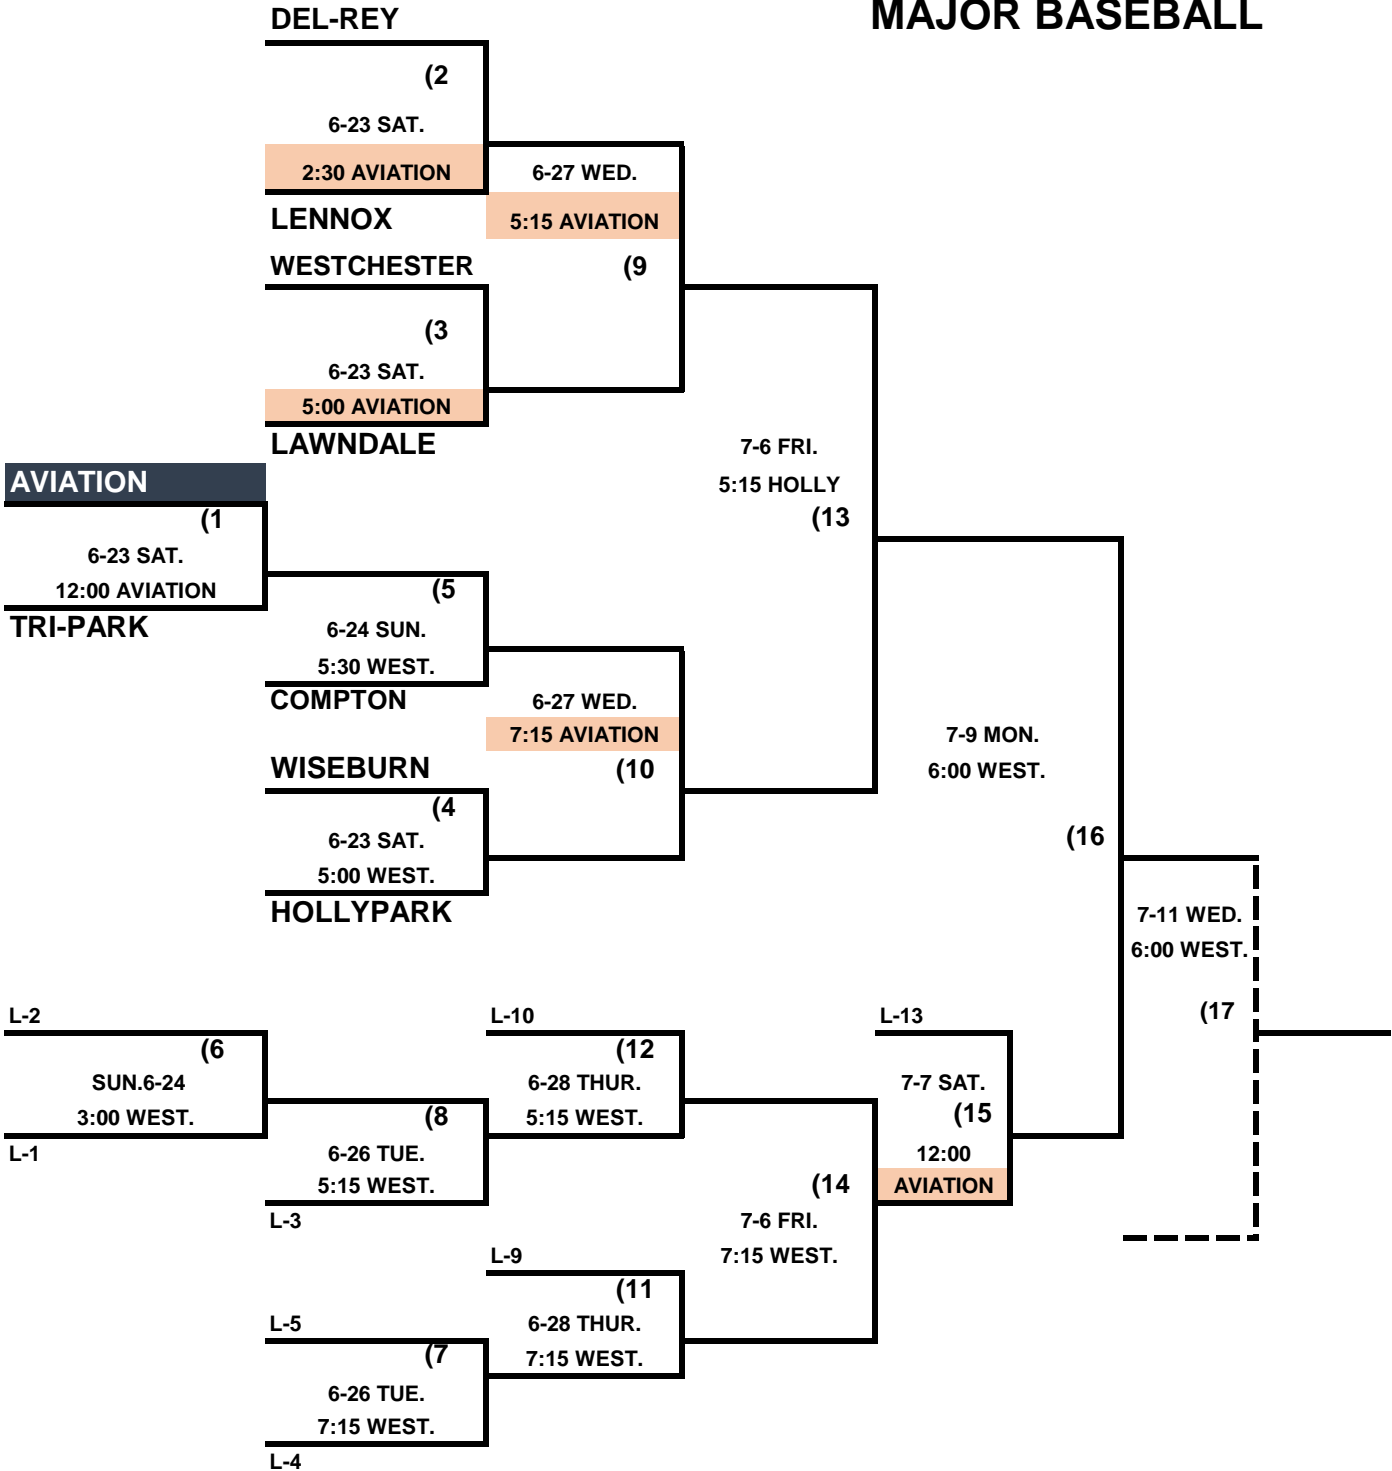 MAJOR BASEBALL
DEL-REY
(2
6-23 SAT.
2:30 AVIATION
LENNOX
6-27 WED.
5:15 AVIATION
(9
WESTCHESTER
(3
6-23 SAT.
5:00 AVIATION
LAWNDALE
7-6 FRI.
5:15 HOLLY
(13
AVIATION
(1
6-23 SAT.
12:00 AVIATION
TRI-PARK
(5
6-24 SUN.
5:30 WEST.
COMPTON
6-27 WED.
7:15 AVIATION
(10
WISEBURN
(4
6-23 SAT.
5:00 WEST.
HOLLYPARK
7-9 MON.
6:00 WEST.
(16
7-11 WED.
6:00 WEST.
(17
L-2
(6
SUN.6-24
3:00 WEST.
L-1
(8
6-26 TUE.
5:15 WEST.
L-3
L-10
(12
6-28 THUR.
5:15 WEST.
L-13
7-7 SAT.
(15
12:00
AVIATION
(14
7-6 FRI.
7:15 WEST.
L-9
(11
6-28 THUR.
7:15 WEST.
L-5
(7
6-26 TUE.
7:15 WEST.
L-4